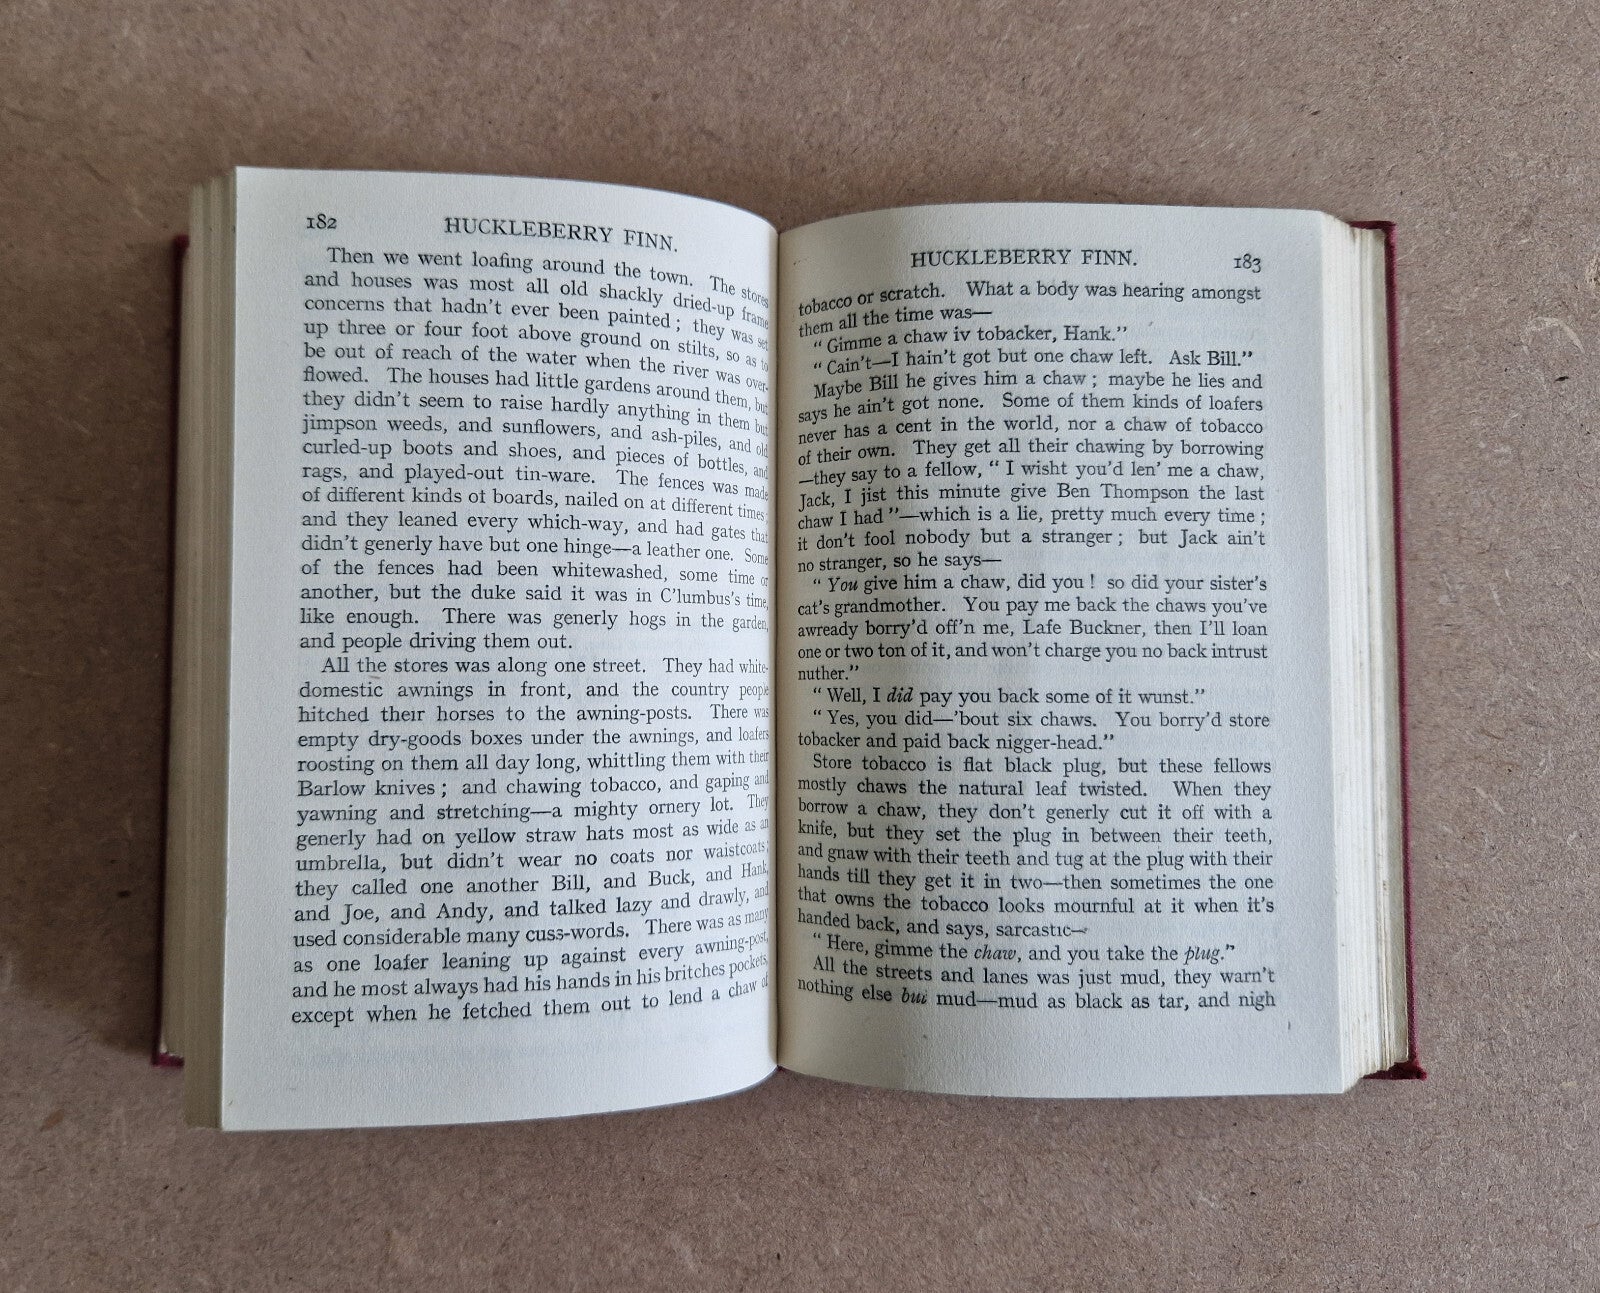 182
HUCKLEBERRY FINN.
Then we went loafing around the town. The stores
and houses was most all old shackly dried-up frame
concerns that hadn't ever been painted; they was set
up three or four foot above ground on stilts, so as to
be out of reach of the water when the river was over-
flowed. The houses had little gardens around them, but
they didn't seem to raise hardly anything in them but
jimpson weeds, and sunflowers, and ash-piles, and old
curled-up boots and shoes, and pieces of bottles, and
rags, and played-out tin-ware. The fences was made
of different kinds of boards, nailed on at different times;
and they leaned every which-way, and had gates that
didn't generly have but one hinge—a leather one. Some
of the fences had been whitewashed, some time or
another, but the duke said it was in C'lumbus's time,
like enough. There was generly hogs in the garden,
and people driving them out.
All the stores was along one street. They had white-
domestic awnings in front, and the country people
hitched their horses to the awning-posts. There was
empty dry-goods boxes under the awnings, and loafers
roosting on them all day long, whittling them with their
Barlow knives; and chawing tobacco, and gaping and
yawning and stretching—a mighty ornery lot. They
generly had on yellow straw hats most as wide as an
umbrella, but didn't wear no coats nor waistcoats;
they called one another Bill, and Buck, and Hank,
and Joe, and Andy, and talked lazy and drawly, and
used considerable many cuss-words. There was as many
as one loafer leaning up against every awning-post,
and he most always had his hands in his britches pockets,
except when he fetched them out to lend a chaw of
HUCKLEBERRY FINN.
183
tobacco or scratch. What a body was hearing amongst
them all the time was—
"Gimme a chaw iv tobacker, Hank."
"Cain't—I hain't got but one chaw left. Ask Bill."
Maybe Bill he gives him a chaw; maybe he lies and
says he ain't got none. Some of them kinds of loafers
never has a cent in the world, nor a chaw of tobacco
of their own. They get all their chawing by borrowing
—they say to a fellow, "I wisht you'd len' me a chaw,
Jack, I jist this minute give Ben Thompson the last
chaw I had"—which is a lie, pretty much every time;
it don't fool nobody but a stranger; but Jack ain't
no stranger, so he says—
"You give him a chaw, did you! so did your sister's
cat's grandmother. You pay me back the chaws you've
awready borry'd off'n me, Lafe Buckner, then I'll loan
one or two ton of it, and won't charge you no back intrust
nuther."
"Well, I did pay you back some of it wunst."
"Yes, you did—'bout six chaws. You borry'd store
tobacker and paid back nigger-head."
Store tobacco is flat black plug, but these fellows
mostly chaws the natural leaf twisted. When they
borrow a chaw, they don't generly cut it off with a
knife, but they set the plug in between their teeth,
and gnaw with their teeth and tug at the plug with their
hands till they get it in two—then sometimes the one
that owns the tobacco looks mournful at it when it's
handed back, and says, sarcastic—
"Here, gimme the chaw, and you take the plug."
All the streets and lanes was just mud, they warn't
nothing else but mud—mud as black as tar, and nigh